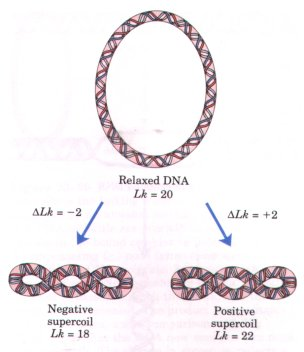 Relaxed DNA
Lk = 20
ΔLk = −2
ΔLk = +2
Negative
supercoil
Lk = 18
Positive
supercoil
Lk = 22